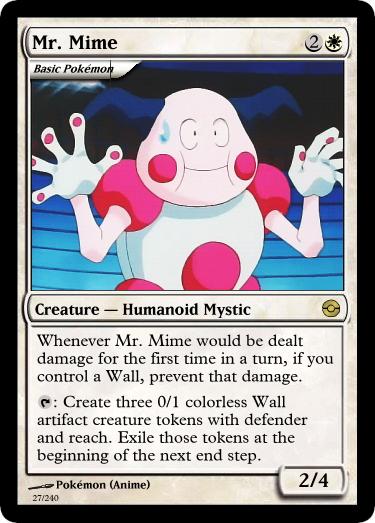 Mr. Mime 2
Basic Pokémon
Creature — Humanoid Mystic
Whenever Mr. Mime would be dealt
damage for the first time in a turn, if you
control a Wall, prevent that damage.
: Create three 0/1 colorless Wall
artifact creature tokens with defender
and reach. Exile those tokens at the
beginning of the next end step.
2/4
Pokémon (Anime)
27/240